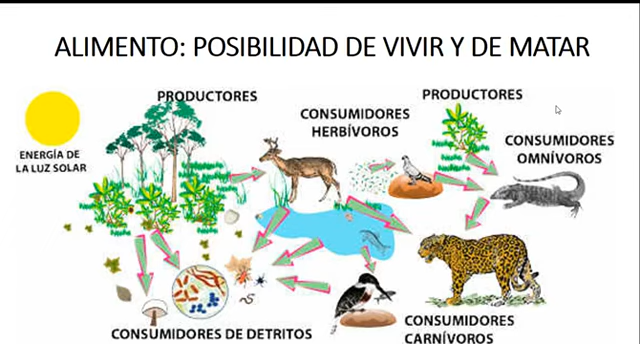 ALIMENTO: POSIBILIDAD DE VIVIR Y DE MATAR
PRODUCTORES
PRODUCTORES
CONSUMIDORES
HERBÍVOROS
CONSUMIDORES
OMNÍVOROS
ENERGÍA DE
LA LUZ SOLAR
CONSUMIDORES DE DETRITOS
CONSUMIDORES
CARNÍVOROS